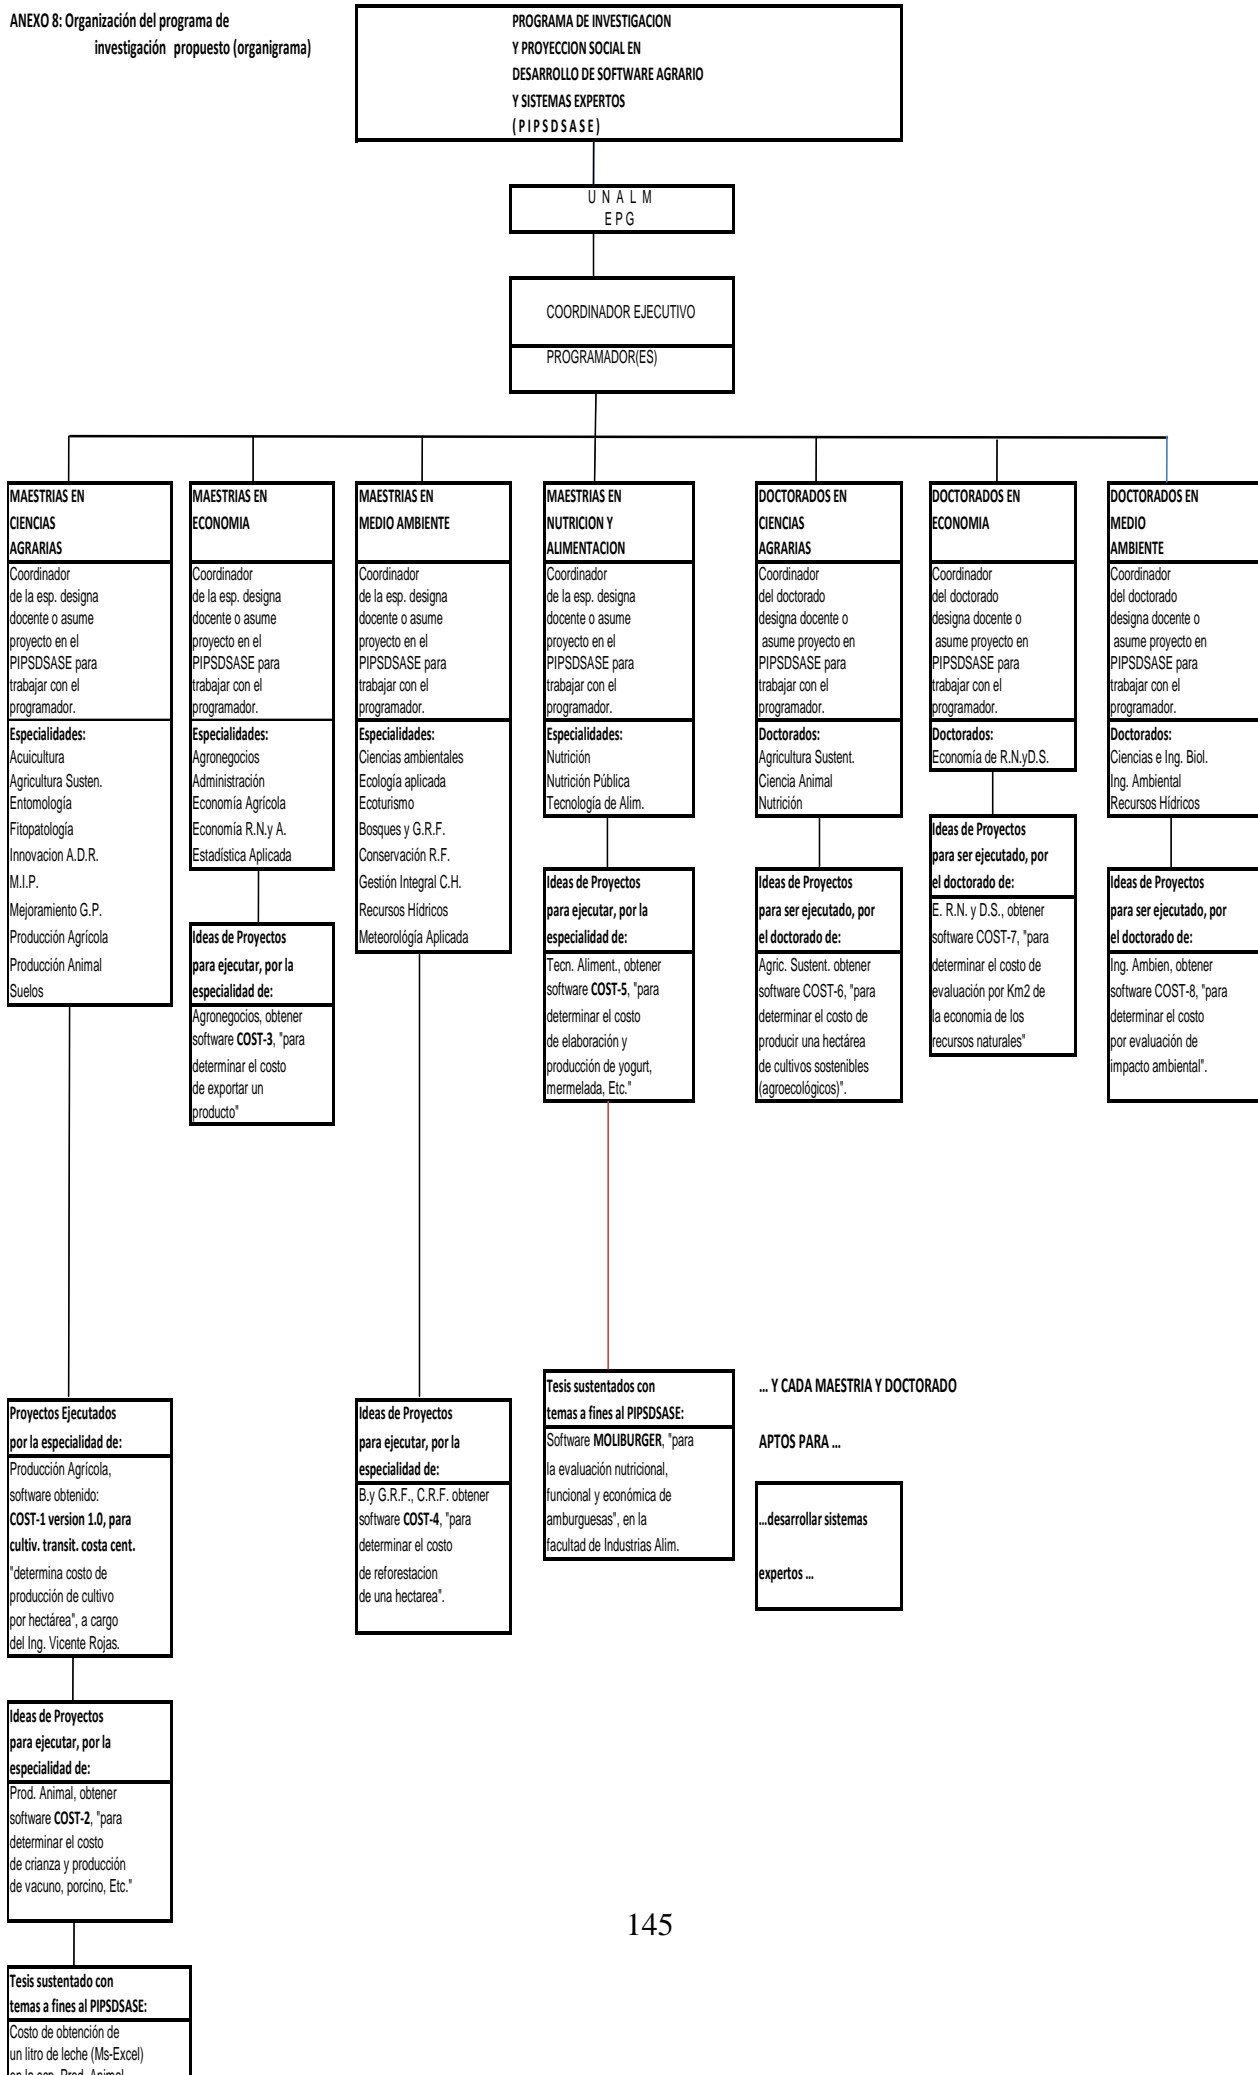 ANEXO 8: Organización del programa de
investigación propuesto (organigrama)
PROGRAMA DE INVESTIGACION
Y PROYECCION SOCIAL EN
DESARROLLO DE SOFTWARE AGRARIO
Y SISTEMAS EXPERTOS
( P I P S D S A S E )
U N A L M
E P G
COORDINADOR EJECUTIVO
PROGRAMADOR(ES)
MAESTRIAS EN
CIENCIAS
AGRARIAS
Coordinador
de la esp. designa
docente o asume
proyecto en el
PIPSDSASE para
trabajar con el
programador.
Especialidades:
Acuicultura
Agricultura Susten.
Entomología
Fitopatología
Innovacion A.D.R.
M.I.P.
Mejoramiento G.P.
Producción Agrícola
Producción Animal
Suelos
Proyectos Ejecutados
por la especialidad de:
Producción Agrícola,
software obtenido:
COST-1 version 1.0, para
cultiv. transit. costa cent.
"determina costo de
producción de cultivo
por hectárea", a cargo
del Ing. Vicente Rojas.
Ideas de Proyectos
para ejecutar, por la
especialidad de:
Prod. Animal, obtener
software COST-2, "para
determinar el costo
de crianza y producción
de vacuno, porcino, Etc."
Tesis sustentado con
temas a fines al PIPSDSASE:
Costo de obtención de
un litro de leche (Ms-Excel)
en la esp. Prod. Animal
MAESTRIAS EN
ECONOMIA
Coordinador
de la esp. designa
docente o asume
proyecto en el
PIPSDSASE para
trabajar con el
programador.
Especialidades:
Agronegocios
Administración
Economía Agrícola
Economía R.N.y A.
Estadística Aplicada
Ideas de Proyectos
para ejecutar, por la
especialidad de:
Agronegocios, obtener
software COST-3, "para
determinar el costo
de exportar un
producto"
MAESTRIAS EN
MEDIO AMBIENTE
Coordinador
de la esp. designa
docente o asume
proyecto en el
PIPSDSASE para
trabajar con el
programador.
Especialidades:
Ciencias ambientales
Ecología aplicada
Ecoturismo
Bosques y G.R.F.
Conservación R.F.
Gestión Integral C.H.
Recursos Hídricos
Meteorológía Aplicada
Ideas de Proyectos
para ejecutar, por la
especialidad de:
B.y G.R.F., C.R.F. obtener
software COST-4, "para
determinar el costo
de reforestacion
de una hectarea".
MAESTRIAS EN
NUTRICION Y
ALIMENTACION
Coordinador
de la esp. designa
docente o asume
proyecto en el
PIPSDSASE para
trabajar con el
programador.
Especialidades:
Nutrición
Nutrición Pública
Tecnología de Alim.
Ideas de Proyectos
para ejecutar, por la
especialidad de:
Tecn. Aliment., obtener
software COST-5, "para
determinar el costo
de elaboración y
producción de yogurt,
mermelada, Etc."
Tesis sustentados con
temas a fines al PIPSDSASE:
Software MOLIBURGER, "para
la evaluación nutricional,
funcional y económica de
amburguesas", en la
facultad de Industrias Alim.
DOCTORADOS EN
CIENCIAS
AGRARIAS
Coordinador
del doctorado
designa docente o
asume proyecto en
PIPSDSASE para
trabajar con el
programador.
Doctorados:
Agricultura Sustent.
Ciencia Animal
Nutrición
Ideas de Proyectos
para ser ejecutado, por
el doctorado de:
Agric. Sustent. obtener
software COST-6, "para
determinar el costo de
producir una hectárea
de cultivos sostenibles
(agroecológicos)".
DOCTORADOS EN
ECONOMIA
Coordinador
del doctorado
designa docente o
asume proyecto en
PIPSDSASE para
trabajar con el
programador.
Doctorados:
Economía de R.N.yD.S.
Ideas de Proyectos
para ser ejecutado, por
el doctorado de:
E. R.N. y D.S., obtener
software COST-7, "para
determinar el costo de
evaluación por Km2 de
la economia de los
recursos naturales"
DOCTORADOS EN
MEDIO
AMBIENTE
Coordinador
del doctorado
designa docente o
asume proyecto en
PIPSDSASE para
trabajar con el
programador.
Doctorados:
Ciencias e Ing. Biol.
Ing. Ambiental
Recursos Hídricos
Ideas de Proyectos
para ser ejecutado, por
el doctorado de:
Ing. Ambien, obtener
software COST-8, "para
determinar el costo
por evaluación de
impacto ambiental".
... Y CADA MAESTRIA Y DOCTORADO
APTOS PARA ...
...desarrollar sistemas
expertos ...
145